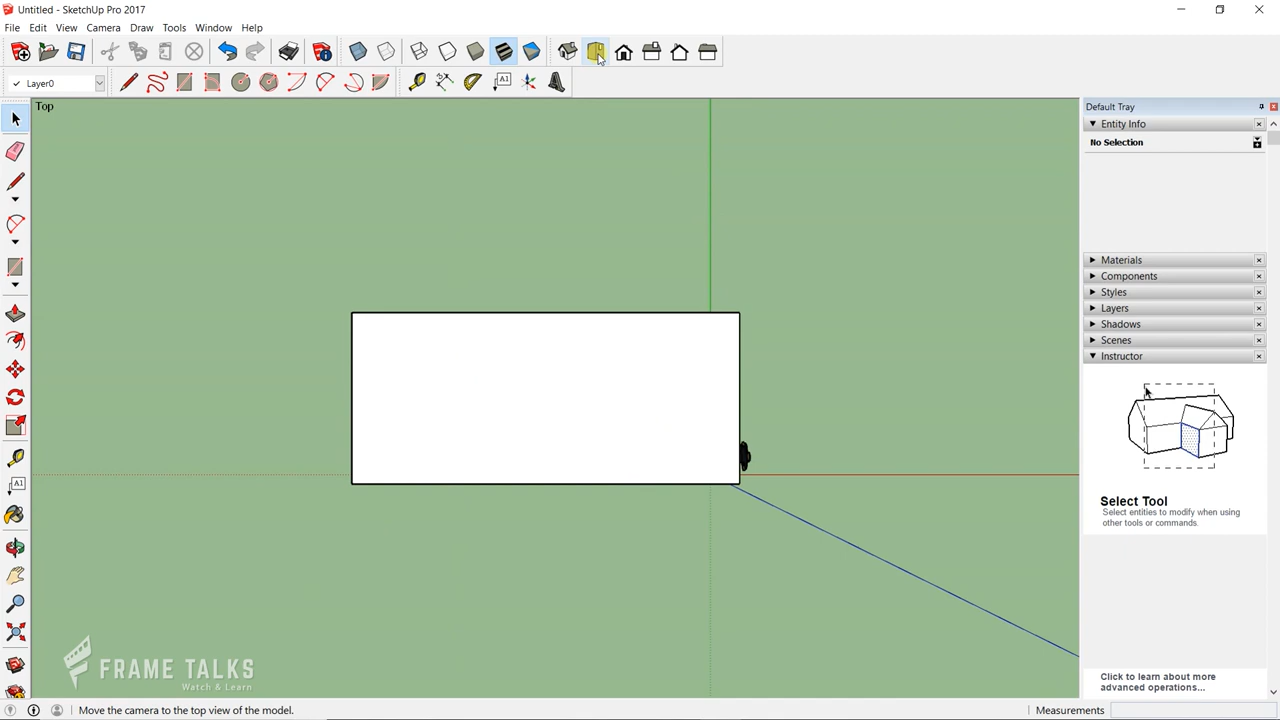 Untitled - SketchUp Pro 2017
File Edit View Camera Draw Tools Window Help
Layer0
A1
Top
Default Tray
Entity Info
No Selection
Materials
Components
Styles
Layers
Shadows
Scenes
Instructor
A1
Select Tool
Select entities to modify when using
other tools or commands.
FRAME TALKS
Watch & Learn
Click to learn about more
advanced operations...
Move the camera to the top view of the model.
Measurements